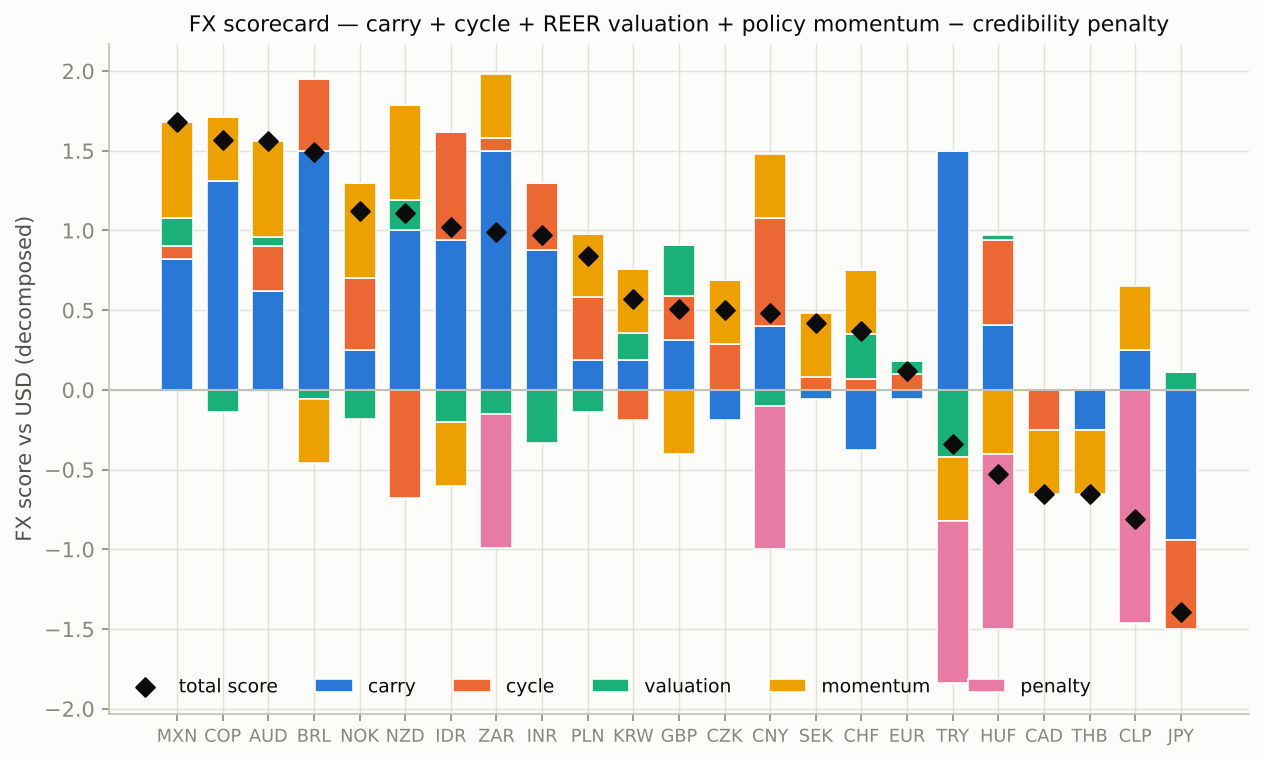 FX scorecard — carry + cycle + REER valuation + policy momentum − credibility penalty
FX score vs USD (decomposed)
2.0
1.5
1.0
0.5
0.0
−0.5
−1.0
−1.5
−2.0
total score carry cycle valuation momentum penalty
MXN COP AUD BRL NOK NZD IDR ZAR INR PLN KRW GBP CZK CNY SEK CHF EUR TRY HUF CAD THB CLP JPY